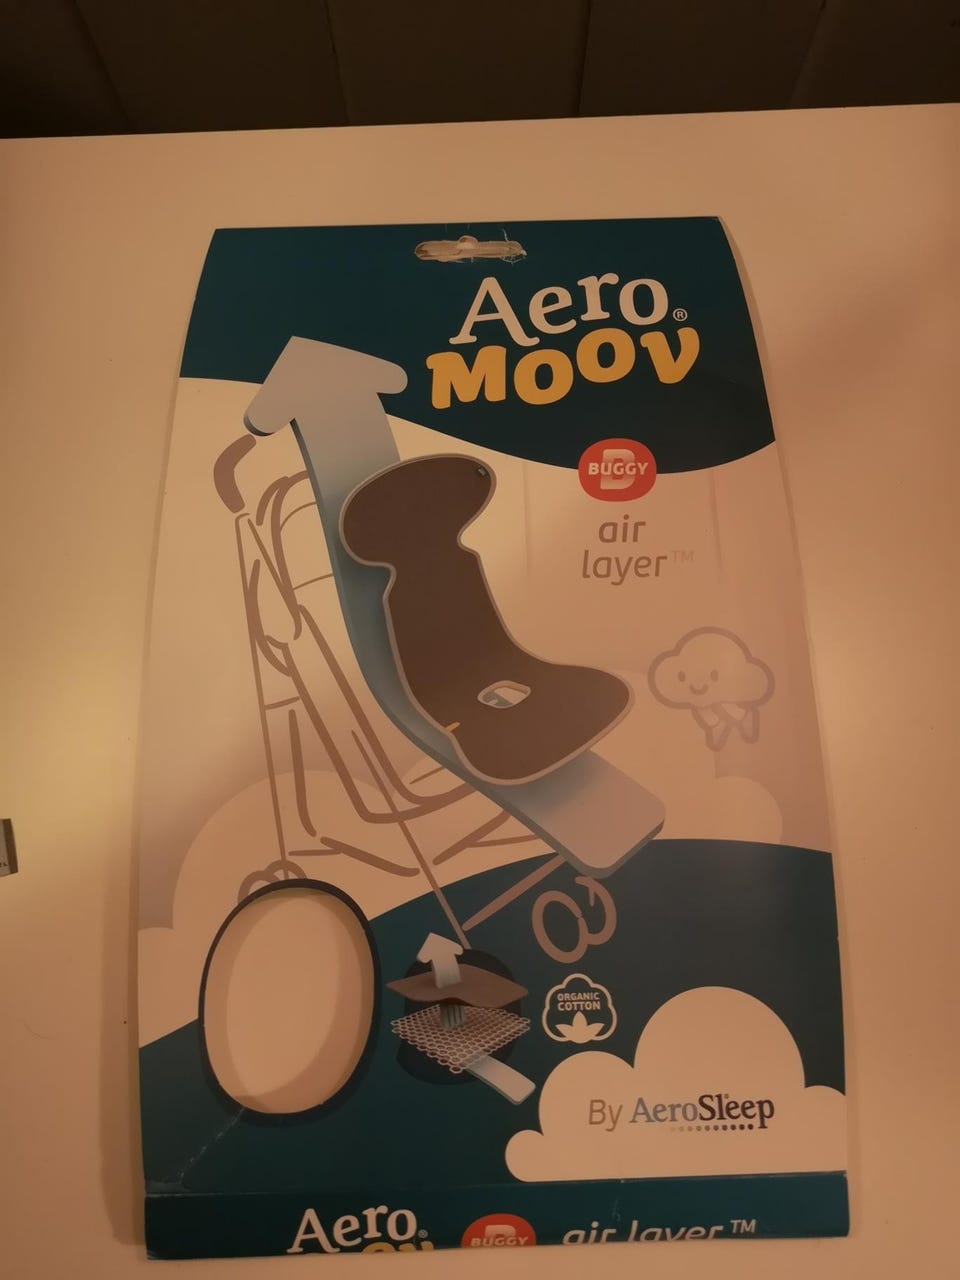 Aero®
MOOV
B
BUGGY
air
layer™
ORGANIC
COTTON
By AeroSleep
Aero®
BUGGY
air layer™